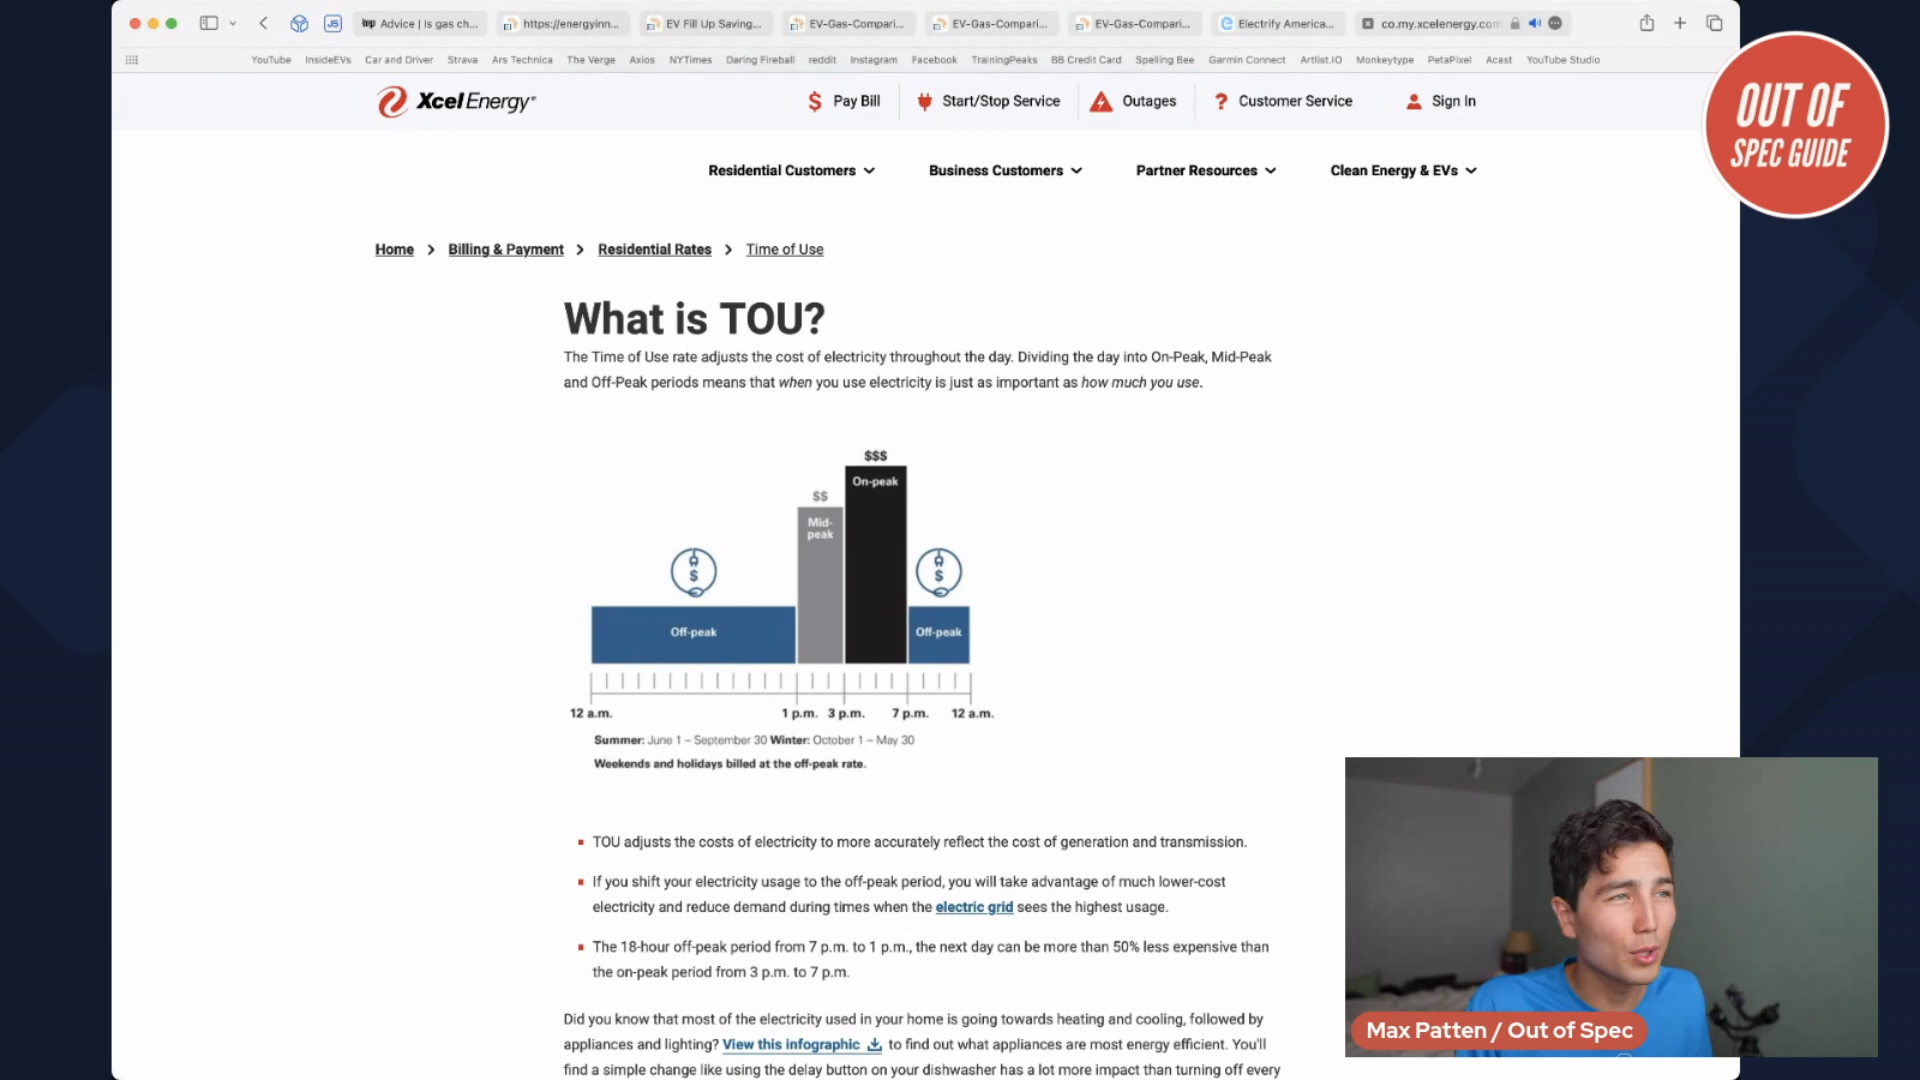 Advice | Is gas ch...
https://energyinn...
EV Fill Up Saving...
EV-Gas-Compari...
EV-Gas-Compari...
EV-Gas-Compari...
Electrify America...
co.my.xcelenergy.com
YouTube InsideEVs Car and Driver Strava Ars Technica The Verge Axios NYTimes Daring Fireball reddit Instagram Facebook TrainingPeaks BB Credit Card Spelling Bee Garmin Connect Artlist.IO Monkeytype PetaPixel Acast YouTube Studio
OUT OF
SPEC GUIDE
Xcel Energy®
Pay Bill
Start/Stop Service
Outages
Customer Service
Sign In
Residential Customers
Business Customers
Partner Resources
Clean Energy & EVs
Home > Billing & Payment > Residential Rates > Time of Use
What is TOU?
The Time of Use rate adjusts the cost of electricity throughout the day. Dividing the day into On-Peak, Mid-Peak
and Off-Peak periods means that when you use electricity is just as important as how much you use.
$$$
On-peak
$$
Mid-
peak
$
$
Off-peak
Off-peak
12 a.m. 1 p.m. 3 p.m. 7 p.m. 12 a.m.
Summer: June 1 – September 30 Winter: October 1 – May 30
Weekends and holidays billed at the off-peak rate.
TOU adjusts the costs of electricity to more accurately reflect the cost of generation and transmission.
If you shift your electricity usage to the off-peak period, you will take advantage of much lower-cost
electricity and reduce demand during times when the electric grid sees the highest usage.
The 18-hour off-peak period from 7 p.m. to 1 p.m., the next day can be more than 50% less expensive than
the on-peak period from 3 p.m. to 7 p.m.
Did you know that most of the electricity used in your home is going towards heating and cooling, followed by
appliances and lighting? View this infographic to find out what appliances are most energy efficient. You'll
find a simple change like using the delay button on your dishwasher has a lot more impact than turning off every
Max Patten / Out of Spec